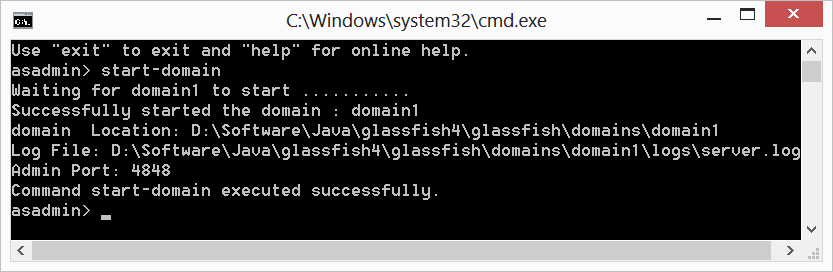 C:\Windows\system32\cmd.exe
Use "exit" to exit and "help" for online help.
asadmin> start-domain
Waiting for domain1 to start ...........
Successfully started the domain : domain1
domain  Location: D:\Software\Java\glassfish4\glassfish\domains\domain1
Log File: D:\Software\Java\glassfish4\glassfish\domains\domain1\logs\server.log
Admin Port: 4848
Command start-domain executed successfully.
asadmin> _